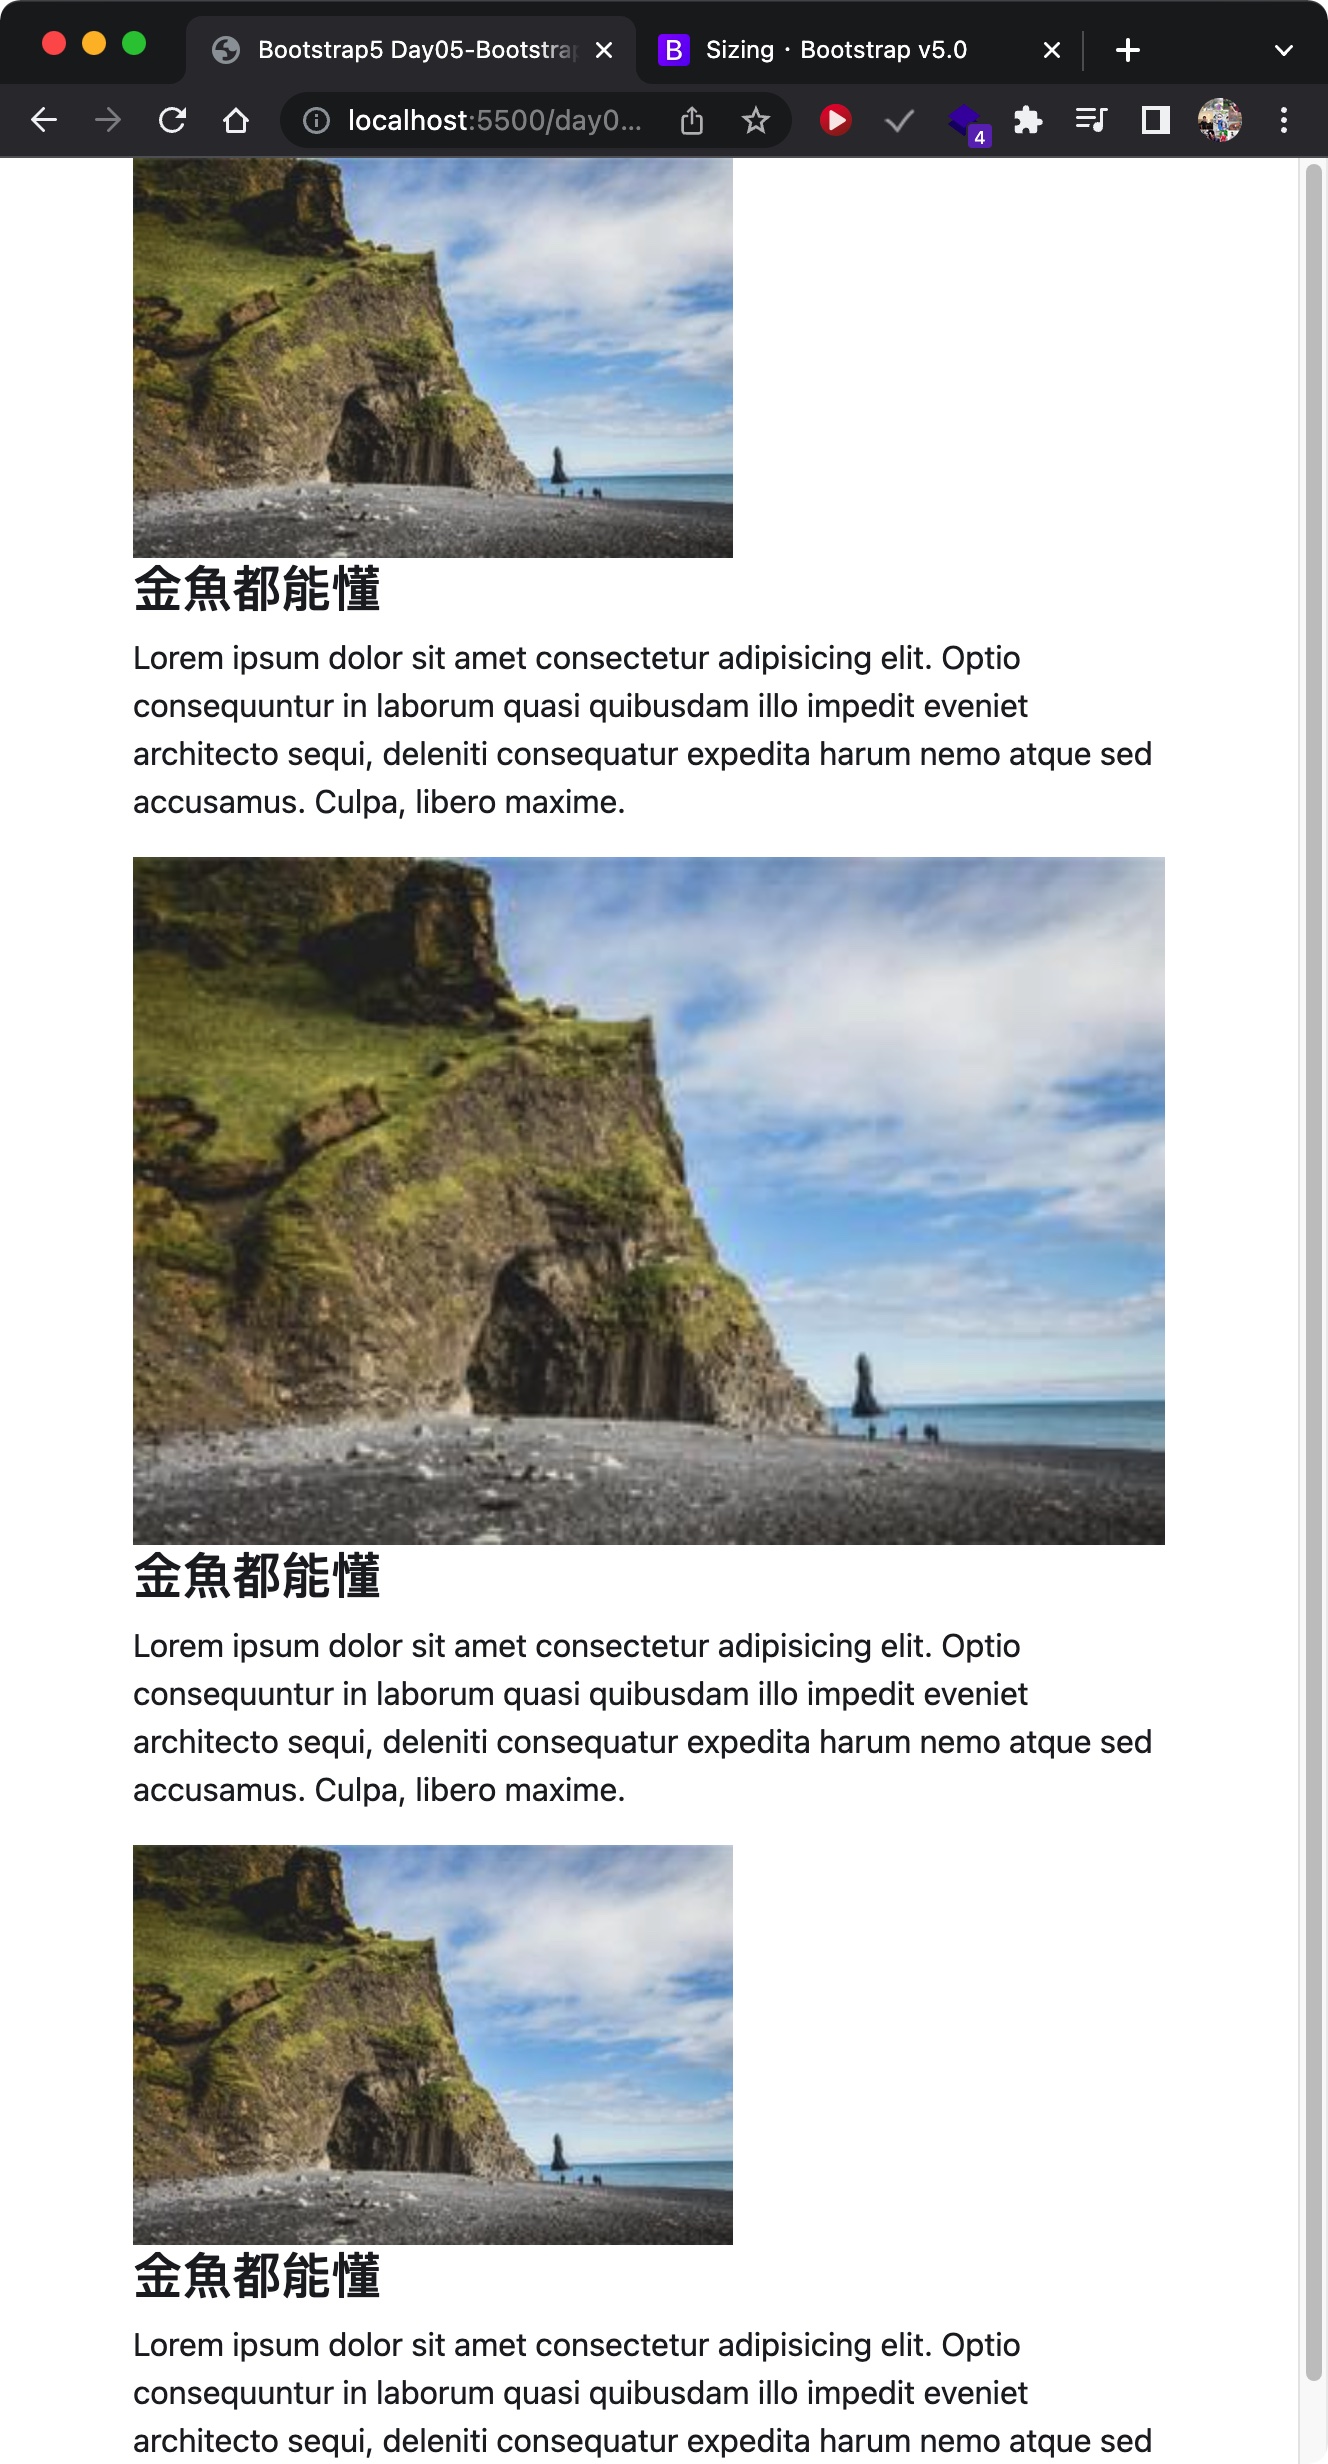 Bootstrap5 Day05-Bootstrap
B Sizing · Bootstrap v5.0
localhost:5500/day0...
4
金魚都能懂
Lorem ipsum dolor sit amet consectetur adipisicing elit. Optio
consequuntur in laborum quasi quibusdam illo impedit eveniet
architecto sequi, deleniti consequatur expedita harum nemo atque sed
accusamus. Culpa, libero maxime.
金魚都能懂
Lorem ipsum dolor sit amet consectetur adipisicing elit. Optio
consequuntur in laborum quasi quibusdam illo impedit eveniet
architecto sequi, deleniti consequatur expedita harum nemo atque sed
accusamus. Culpa, libero maxime.
金魚都能懂
Lorem ipsum dolor sit amet consectetur adipisicing elit. Optio
consequuntur in laborum quasi quibusdam illo impedit eveniet
architecto sequi, deleniti consequatur expedita harum nemo atque sed